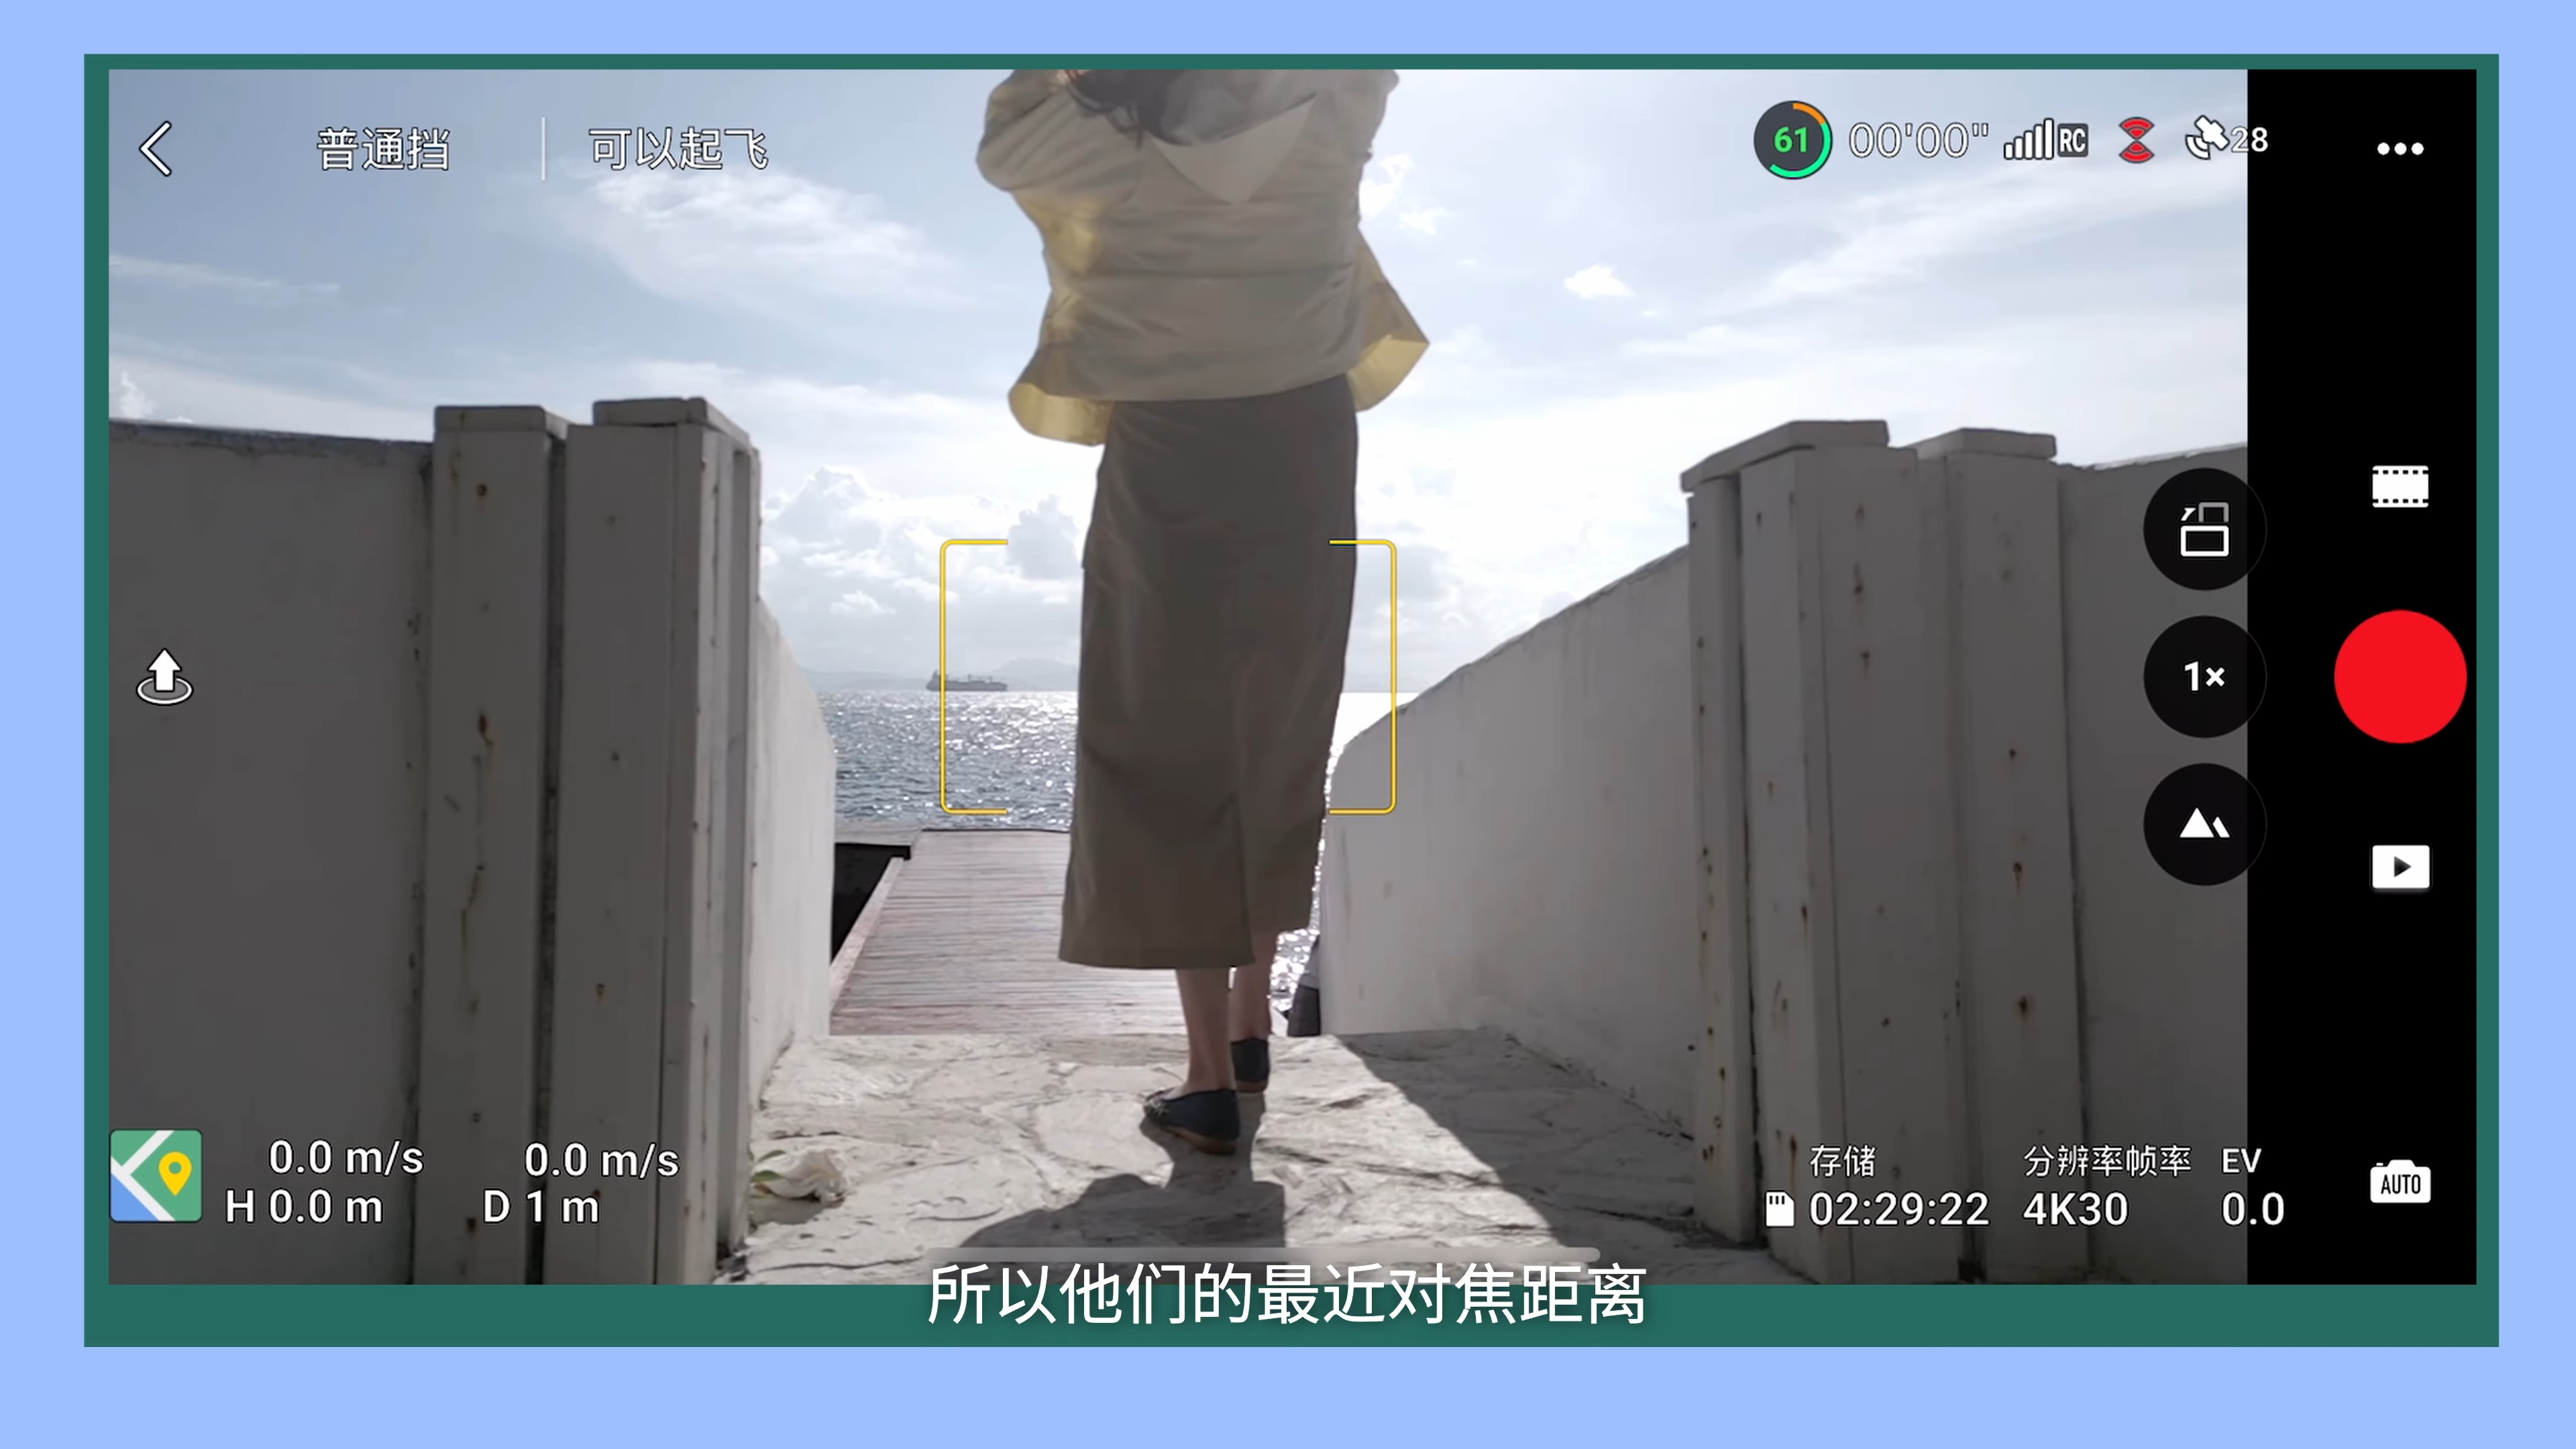 普通挡 可以起飞
61 00'00" RC 28
1×
0.0 m/s 0.0 m/s
H 0.0 m D 1 m
存储 分辨率帧率 EV
02:29:22 4K30 0.0
AUTO
所以他们的最近对焦距离